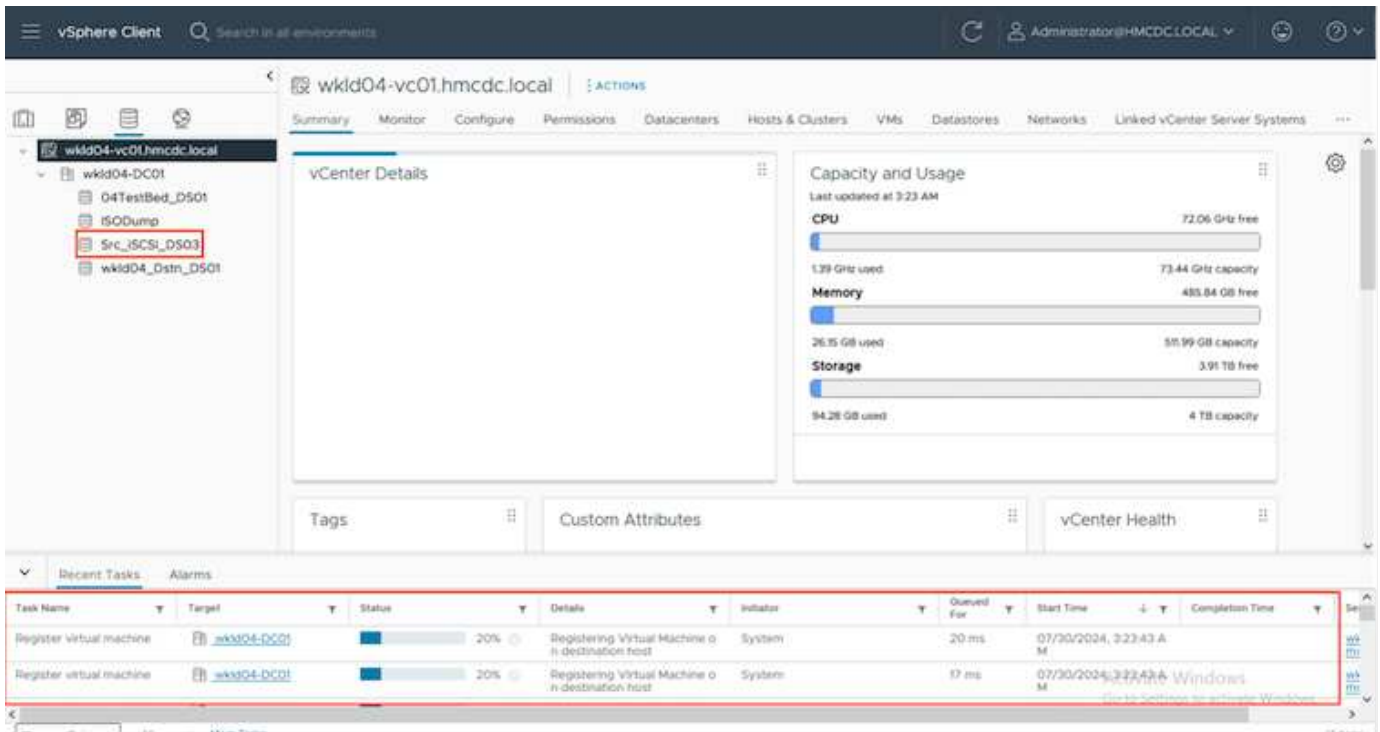 vSphere Client Search in all environments Administrator@HMCDC.LOCAL
wkld04-vc01.hmcdc.local ACTIONS
Summary Monitor Configure Permissions Datacenters Hosts & Clusters VMs Datastores Networks Linked vCenter Server Systems ...
wkld04-vc01.hmcdc.local
wkld04-DC01
04TestBed_DS01
ISODump
Src_iSCSI_DS03
wkld04_Dstn_DS01
vCenter Details
Capacity and Usage
Last updated at 3:23 AM
CPU 72.06 GHz free
1.39 GHz used 73.44 GHz capacity
Memory 485.84 GB free
26.15 GB used 511.99 GB capacity
Storage 3.91 TB free
94.28 GB used 4 TB capacity
Tags
Custom Attributes
vCenter Health
Recent Tasks Alarms
Task Name Target Status Details Initiator Queued For Start Time Completion Time
Register virtual machine wkld04-DC01 20% Registering Virtual Machine o System 20 ms 07/30/2024, 3:23:43 A
n destination host M
Register virtual machine wkld04-DC01 20% Registering Virtual Machine o System 17 ms 07/30/2024, 3:23:43 A
n destination host M
Activate Windows
Go to Settings to activate Windows.
More Tasks